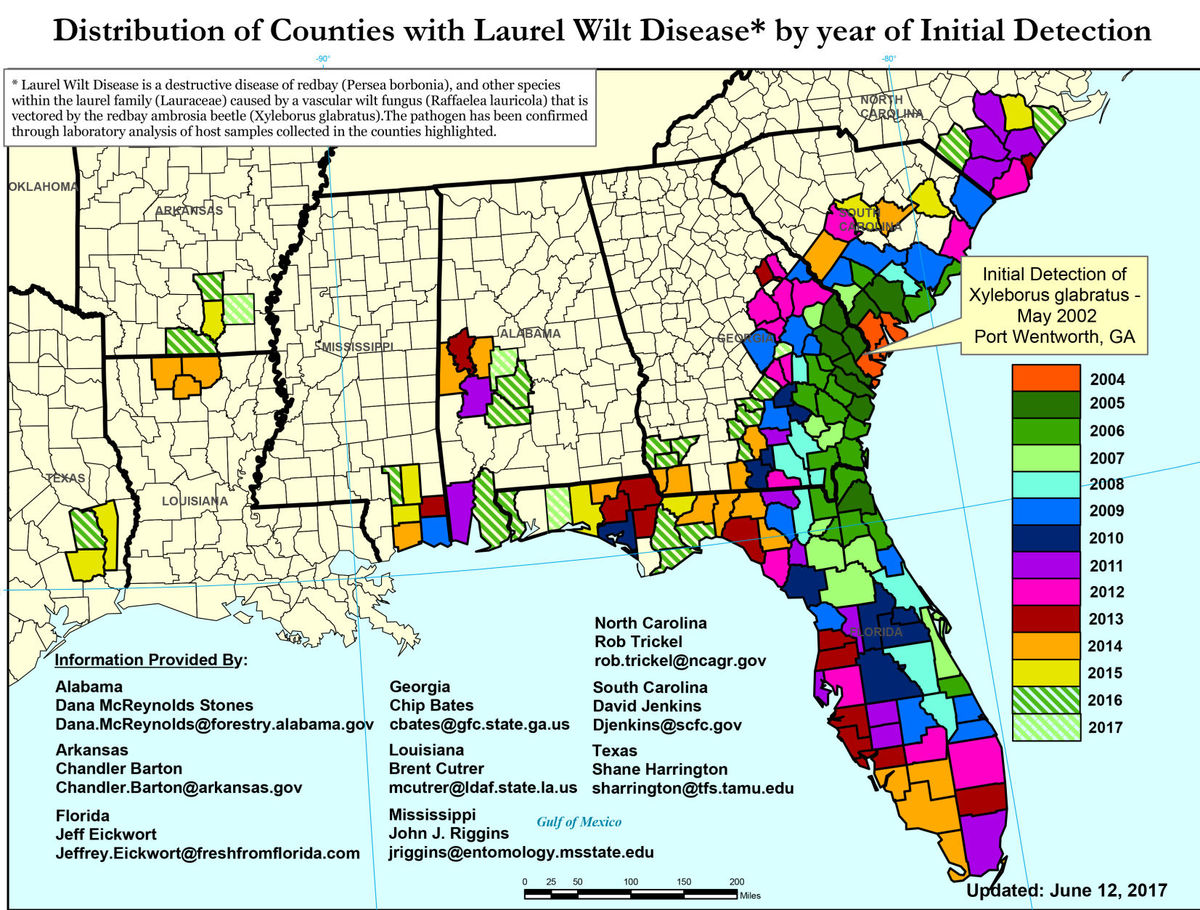 Distribution of Counties with Laurel Wilt Disease* by year of Initial Detection
-90°
-80°
* Laurel Wilt Disease is a destructive disease of redbay (Persea borbonia), and other species
within the laurel family (Lauraceae) caused by a vascular wilt fungus (Raffaelea lauricola) that is
vectored by the redbay ambrosia beetle (Xyleborus glabratus).The pathogen has been confirmed
through laboratory analysis of host samples collected in the counties highlighted.
NORTH
CAROLINA
OKLAHOMA
ARKANSAS
SOUTH
CAROLINA
Initial Detection of
Xyleborus glabratus -
May 2002
Port Wentworth, GA
MISSISSIPPI
ALABAMA
GEORGIA
TEXAS
LOUISIANA
FLORIDA
2004
2005
2006
2007
2008
2009
2010
2011
2012
2013
2014
2015
2016
2017
Information Provided By:
Alabama
Dana McReynolds Stones
Dana.McReynolds@forestry.alabama.gov
Arkansas
Chandler Barton
Chandler.Barton@arkansas.gov
Florida
Jeff Eickwort
Jeffrey.Eickwort@freshfromflorida.com
Georgia
Chip Bates
cbates@gfc.state.ga.us
Louisiana
Brent Cutrer
mcutrer@ldaf.state.la.us
Mississippi
John J. Riggins
jriggins@entomology.msstate.edu
North Carolina
Rob Trickel
rob.trickel@ncagr.gov
South Carolina
David Jenkins
Djenkins@scfc.gov
Texas
Shane Harrington
sharrington@tfs.tamu.edu
Gulf of Mexico
0 25 50 100 150 200
Miles
Updated: June 12, 2017